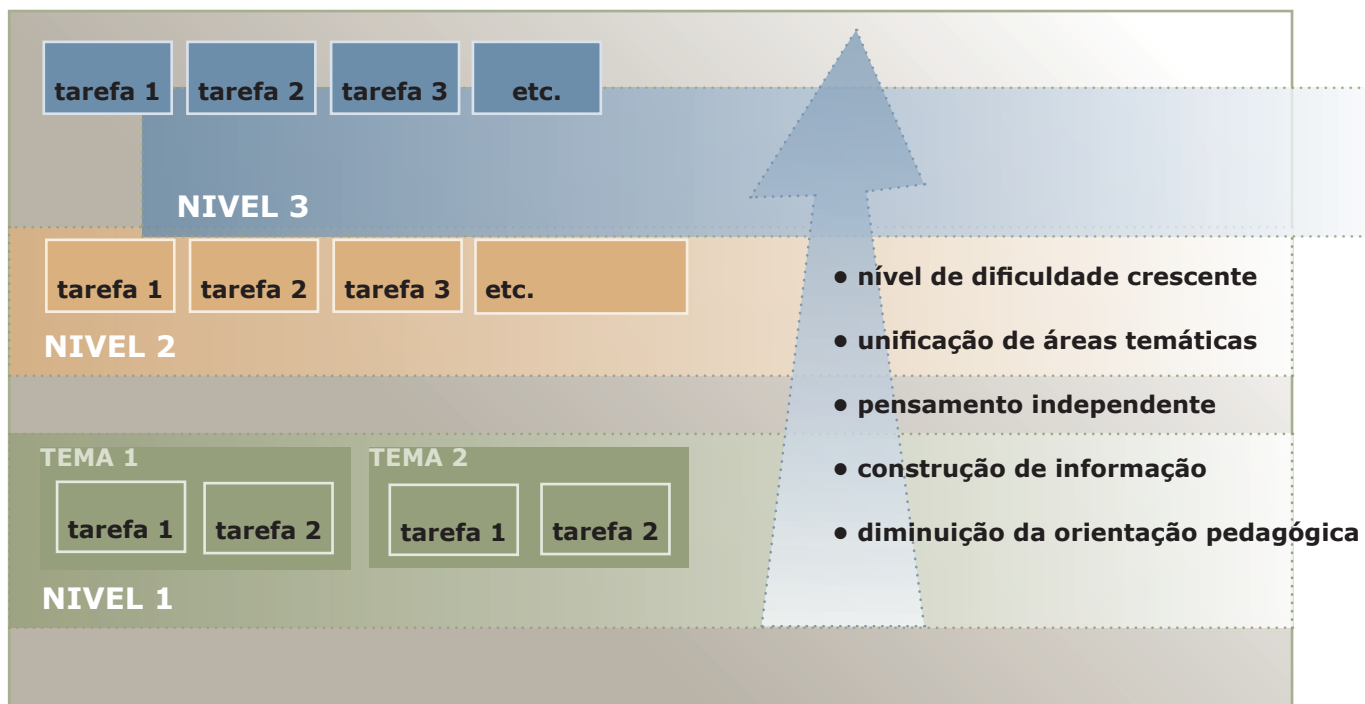 tarefa 1 tarefa 2 tarefa 3 etc.
NIVEL 3
tarefa 1 tarefa 2 tarefa 3 etc.
NIVEL 2
TEMA 1 TEMA 2
tarefa 1 tarefa 2 tarefa 1 tarefa 2
NIVEL 1
• nível de dificuldade crescente
• unificação de áreas temáticas
• pensamento independente
• construção de informação
• diminuição da orientação pedagógica